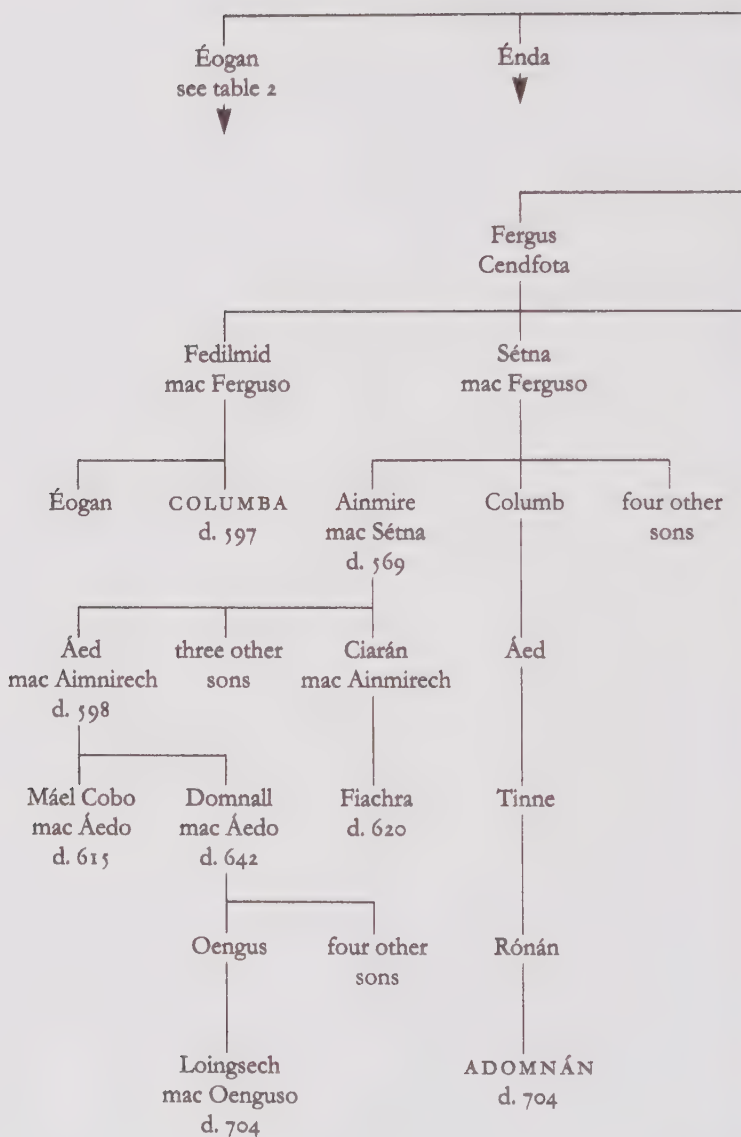 Éogan
see table 2
Énda
Fergus
Cendfota
Fedilmid
mac Ferguso
Sétna
mac Ferguso
Éogan
COLUMBA
d. 597
Ainmire
mac Sétna
d. 569
Columb
four other
sons
Áed
mac Aimnirech
d. 598
three other
sons
Ciarán
mac Ainmirech
Áed
Máel Cobo
mac Áedo
d. 615
Domnall
mac Áedo
d. 642
Fiachra
d. 620
Tinne
Oengus
four other
sons
Rónán
Loingsech
mac Oenguso
d. 704
ADOMNÁN
d. 704